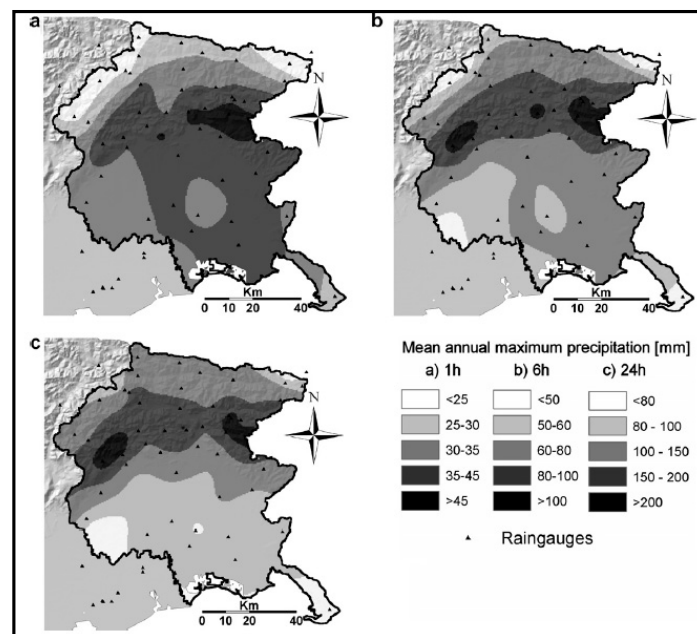 a
N
Km
0 10 20 40
b
N
Km
0 10 20 40
c
N
Km
0 10 20 40
Mean annual maximum precipitation [mm]
a) 1h b) 6h c) 24h
<25 <50 <80
25-30 50-60 80 - 100
30-35 60-80 100 - 150
35-45 80-100 150 - 200
>45 >100 >200
Raingauges